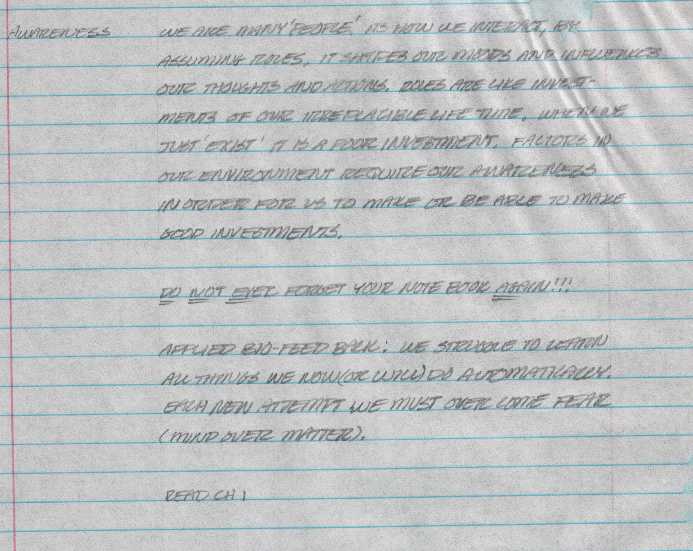 AWARENESS WE ARE MANY 'PEOPLE'. ITS HOW WE INTERACT, BY
ASSUMING ROLES, IT SHAPES OUR MOODS AND INFLUENCES
OUR THOUGHTS AND ACTIONS. ROLES ARE LIKE INVEST-
MENTS OF OUR IRREPLACIBLE LIFE TIME. WHEN WE
JUST 'EXIST' IT IS A POOR INVESTMENT. FACTORS IN
OUR ENVIRONMENT REQUIRE OUR AWARENESS
IN ORDER FOR US TO MAKE OR BE ABLE TO MAKE
GOOD INVESTMENTS.
DO NOT EVER FORGET YOUR NOTE BOOK AGAIN!!!
APPLIED BIO-FEED BACK: WE STRUGGLE TO LEARN
ALL THINGS WE NOW (OR WILL) DO AUTOMATICALLY.
EACH NEW ATTEMPT WE MUST OVER COME FEAR
(MIND OVER MATTER).
READ CH 1